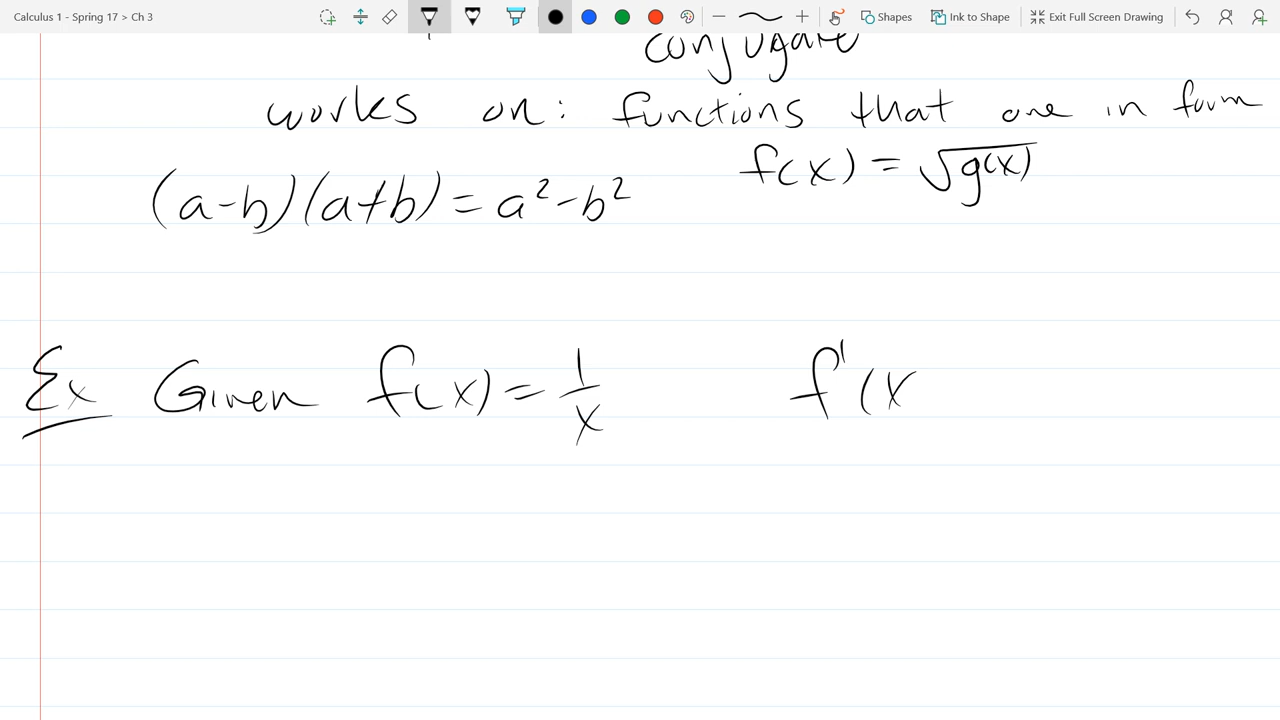 Calculus 1 - Spring 17 > Ch 3
Shapes
Ink to Shape
Exit Full Screen Drawing
conjugate
works on: functions that are in form
f(x) = √g(x)
(a-b)(a+b) = a² - b²
Ex Given f(x) = 1/x f'(x